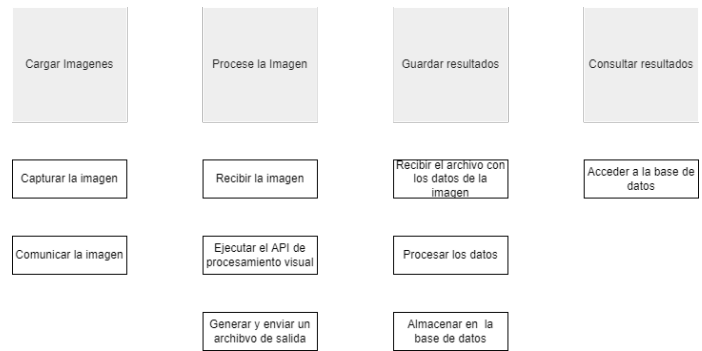 Cargar Imagenes
Procese la Imagen
Guardar resultados
Consultar resultados
Capturar la imagen
Recibir la imagen
Recibir el archivo con
los datos de la
imagen
Acceder a la base de
datos
Comunicar la imagen
Ejecutar el API de
procesamiento visual
Procesar los datos
Generar y enviar un
archibvo de salida
Almacenar en la
base de datos